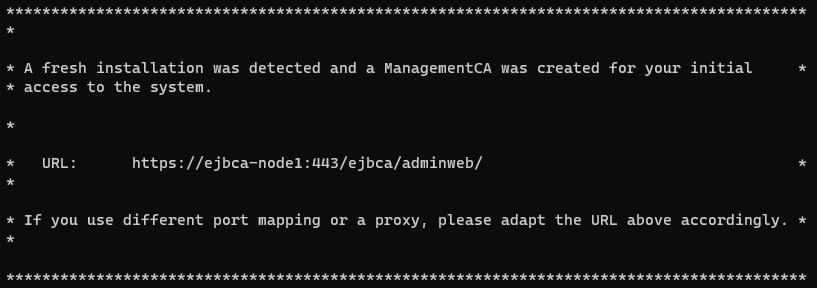 *****************************************************************************************
*
* A fresh installation was detected and a ManagementCA was created for your initial     *
* access to the system.
*
*   URL:      https://ejbca-node1:443/ejbca/adminweb/                                   *
*
* If you use different port mapping or a proxy, please adapt the URL above accordingly. *
*
*****************************************************************************************